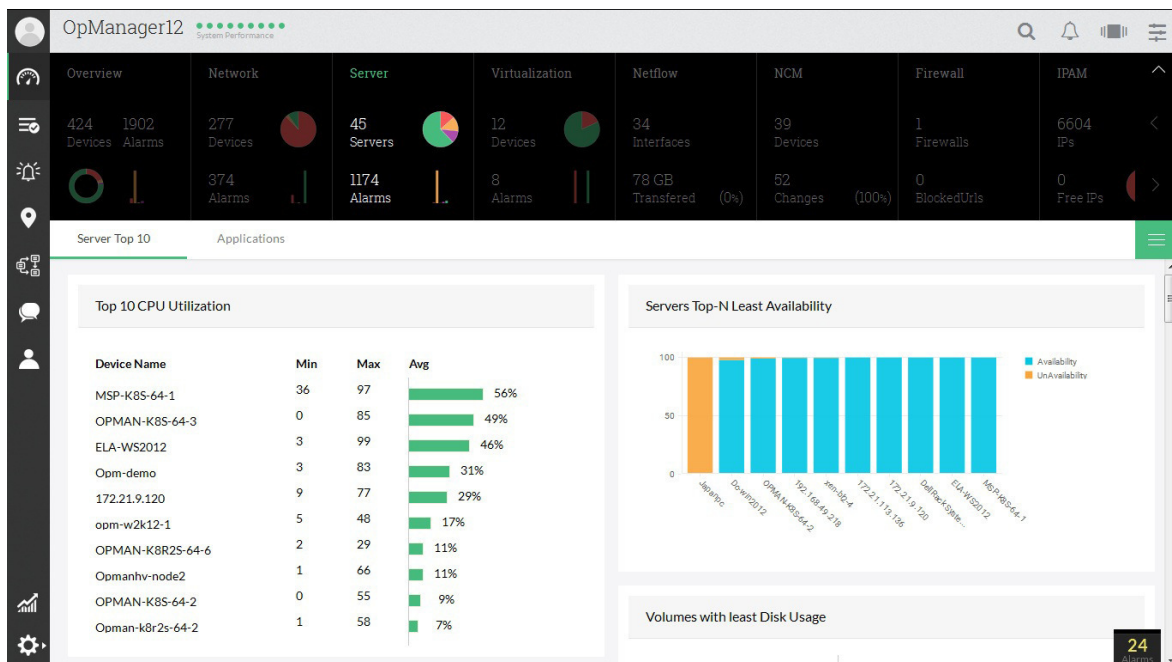 OpManager12
System Performance
Overview Network Server Virtualization Netflow NCM Firewall IPAM
424 1902 277 45 12 34 39 1 6604
Devices Alarms Devices Servers Devices Interfaces Devices Firewalls IPs
374 1174 8 78 GB 52 0 0
Alarms Alarms Alarms Transfered (0%) Changes (100%) BlockedUrls Free IPs
Server Top 10 Applications
Top 10 CPU Utilization
Device Name Min Max Avg
MSP-K8S-64-1 36 97 56%
OPMAN-K8S-64-3 0 85 49%
ELA-WS2012 3 99 46%
Opm-demo 3 83 31%
172.21.9.120 9 77 29%
opm-w2k12-1 5 48 17%
OPMAN-K8R2S-64-6 2 29 11%
Opmanhv-node2 1 66 11%
OPMAN-K8S-64-2 0 55 9%
Opman-k8r2s-64-2 1 58 7%
Servers Top-N Least Availability
100
50
0
Availability
UnAvailability
Japanpc
Do-win2012
OPMAN-K8S-64-2
192.168.49.218
xen-bfg-4
172.21.113.136
172.21.9.120
DellRackSyste...
ELA-WS2012
MSP-K8S-64-1
Volumes with least Disk Usage
24
Alarms